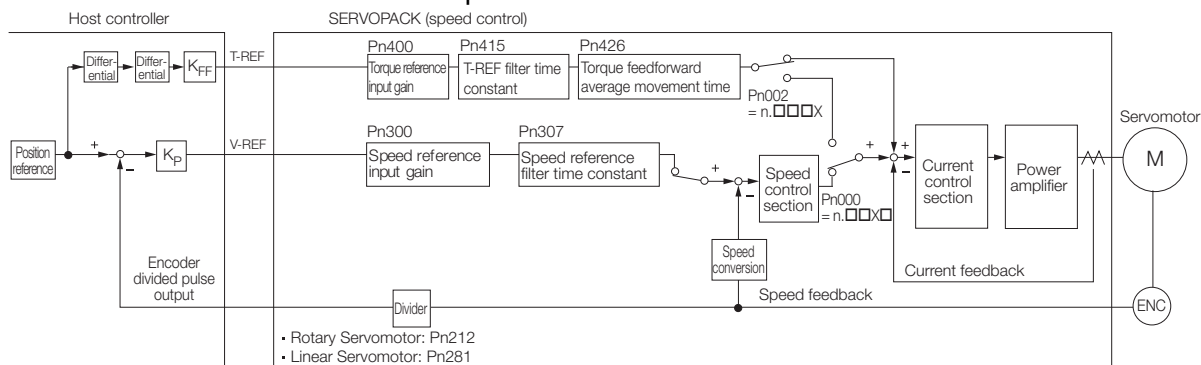 Host controller
SERVOPACK (speed control)
Differ-
ential
Differ-
ential
KFF
T-REF
Pn400
Torque reference
input gain
Pn415
T-REF filter time
constant
Pn426
Torque feedforward
average movement time
Pn002
= n.□□□X
Servomotor
M
Position
reference
+
-
KP
V-REF
Pn300
Speed reference
input gain
Pn307
Speed reference
filter time constant
+
-
Speed
control
section
Pn000
= n.□□X□
+
+
-
Current
control
section
Power
amplifier
Speed
conversion
Current feedback
Encoder
divided pulse
output
Divider
Speed feedback
ENC
• Rotary Servomotor: Pn212
• Linear Servomotor: Pn281